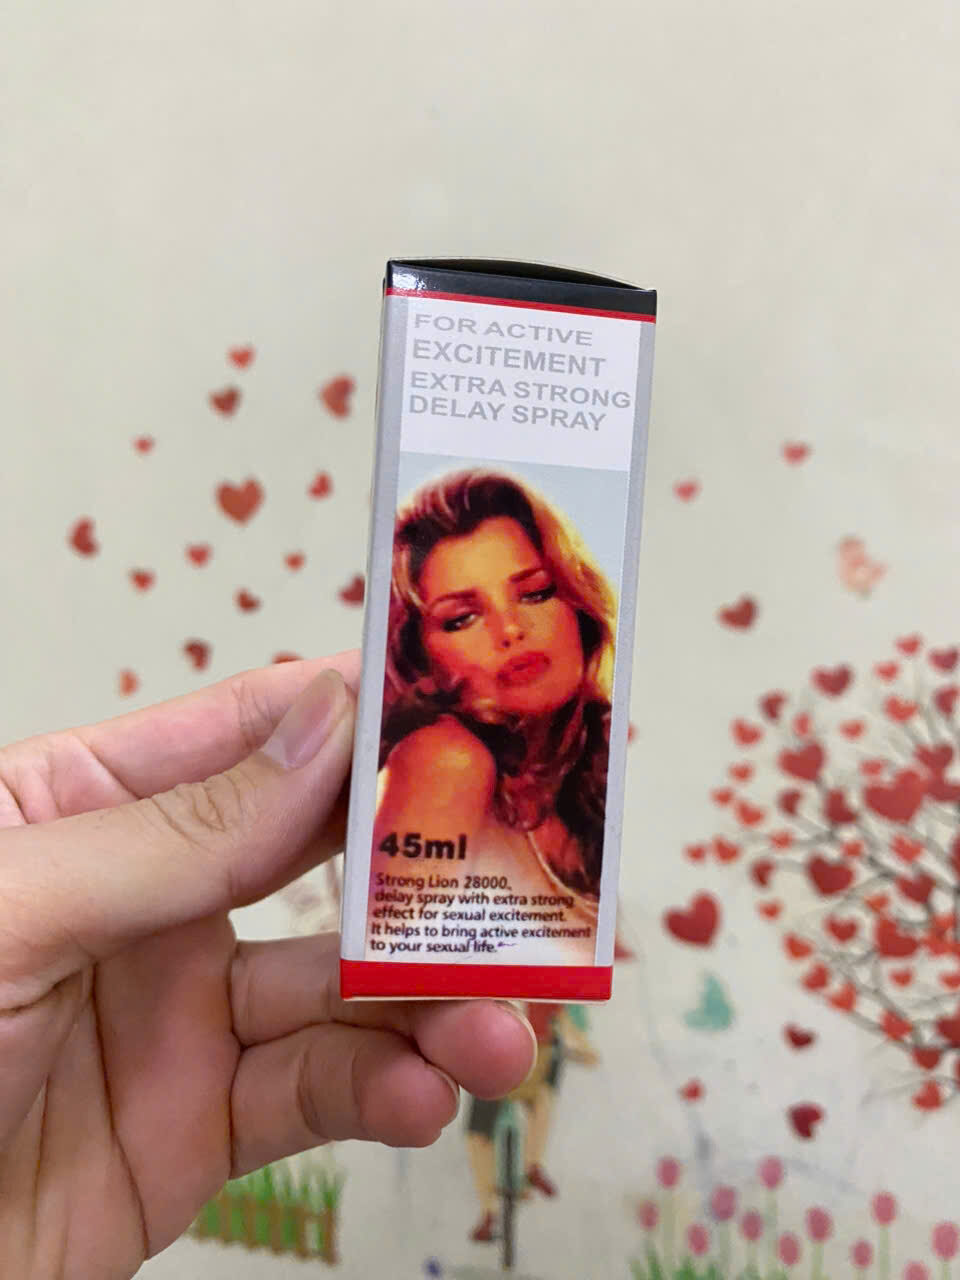 FOR ACTIVE
EXCITEMENT
EXTRA STRONG
DELAY SPRAY
45ml
Strong Lion 28000,
delay spray with extra strong
effect for sexual excitement.
It helps to bring active excitement
to your sexual life.